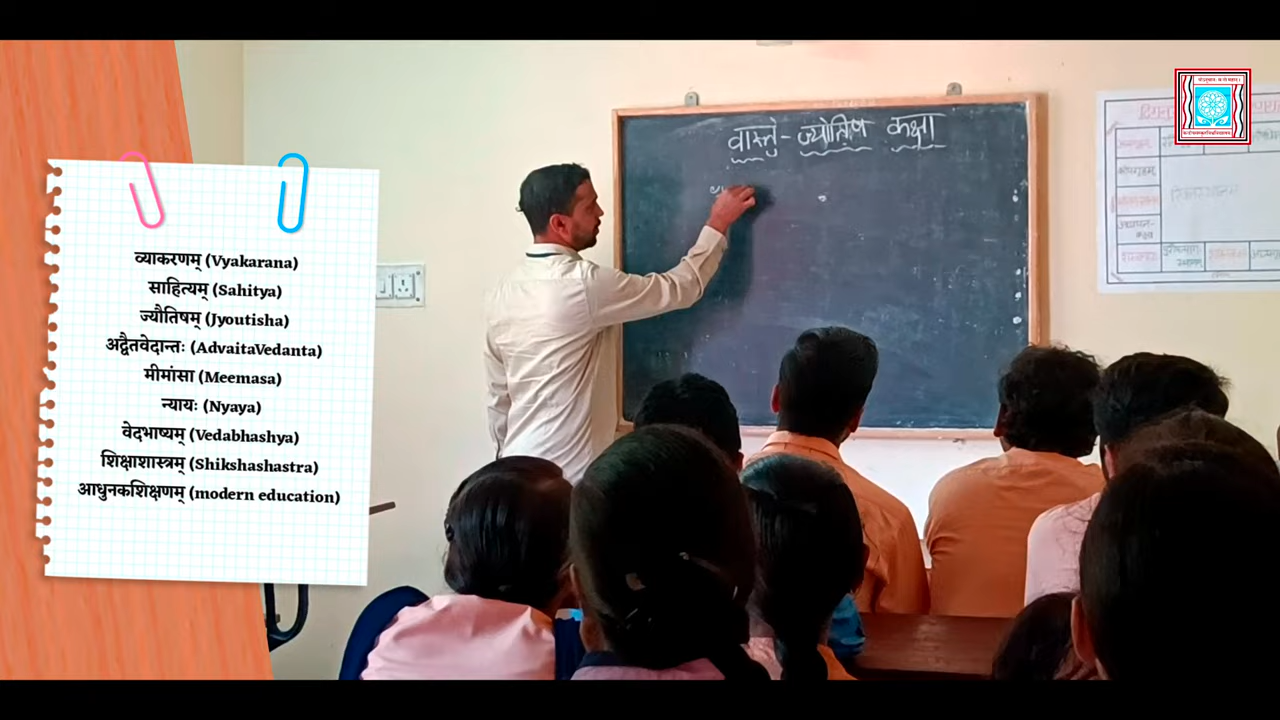 व्याकरणम् (Vyakarana)
साहित्यम् (Sahitya)
ज्यौतिषम् (Jyoutisha)
अद्वैतवेदान्तः (AdvaitaVedanta)
मीमांसा (Meemasa)
न्यायः (Nyaya)
वेदभाष्यम् (Vedabhashya)
शिक्षाशास्त्रम् (Shikshashastra)
आधुनकशिक्षणम् (modern education)
वास्तु - ज्योतिष कक्षा